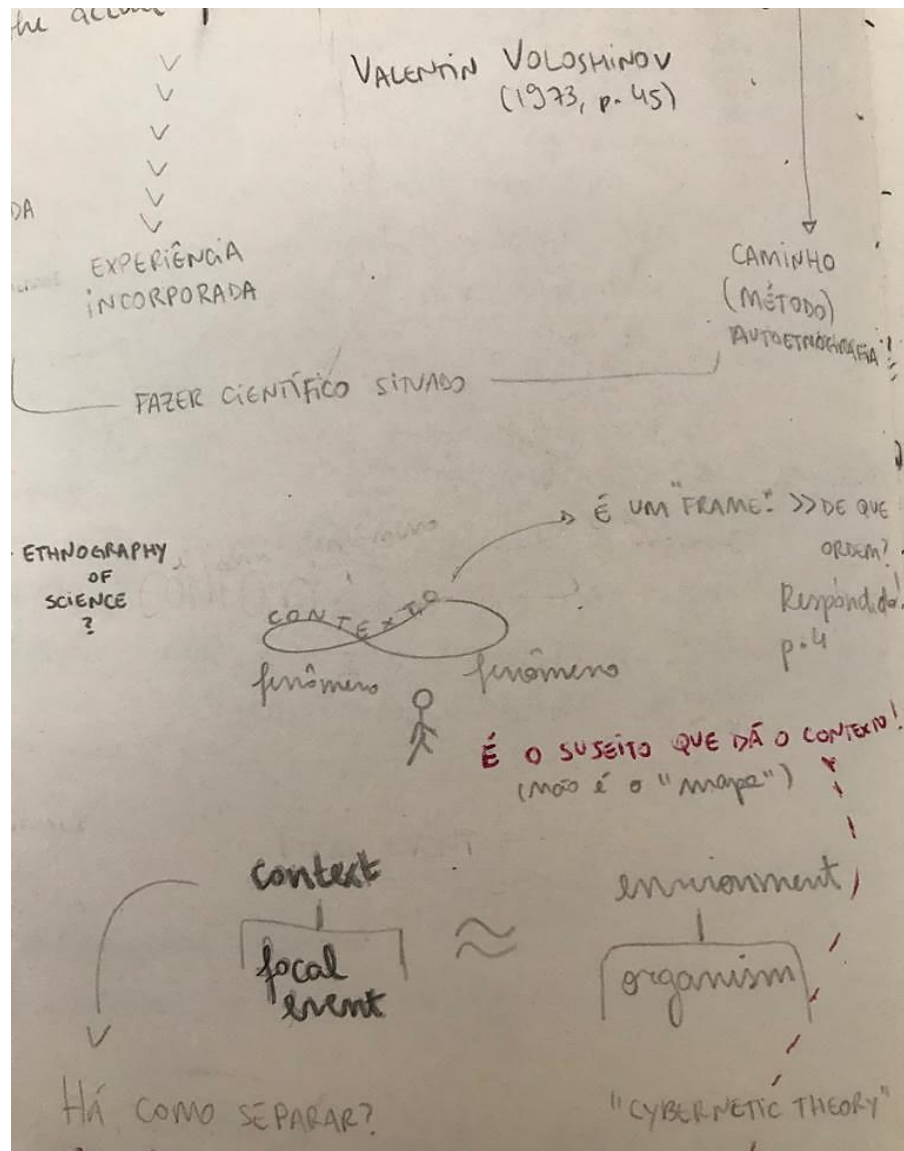 the
VALENTIN VOLOSHINOV
(1973, p. 45)
DA
EXPERIÊNCIA
INCORPORADA
CAMINHO
(MÉTODO)
AUTOETNOGRAFIA!
FAZER CIENTÍFICO SITUADO
É UM "FRAME". >> DE QUE
ORDEM?
Respondido!
p. 4
ETHNOGRAPHY
OF
SCIENCE
?
CONTEXTO
fenômeno
fenômeno
É O SUJEITO QUE DÁ O CONTEXTO!
(não é o "mapa")
context
environment
focal
event
≈
organism
HÁ COMO SEPARAR?
"CYBERNETIC THEORY"